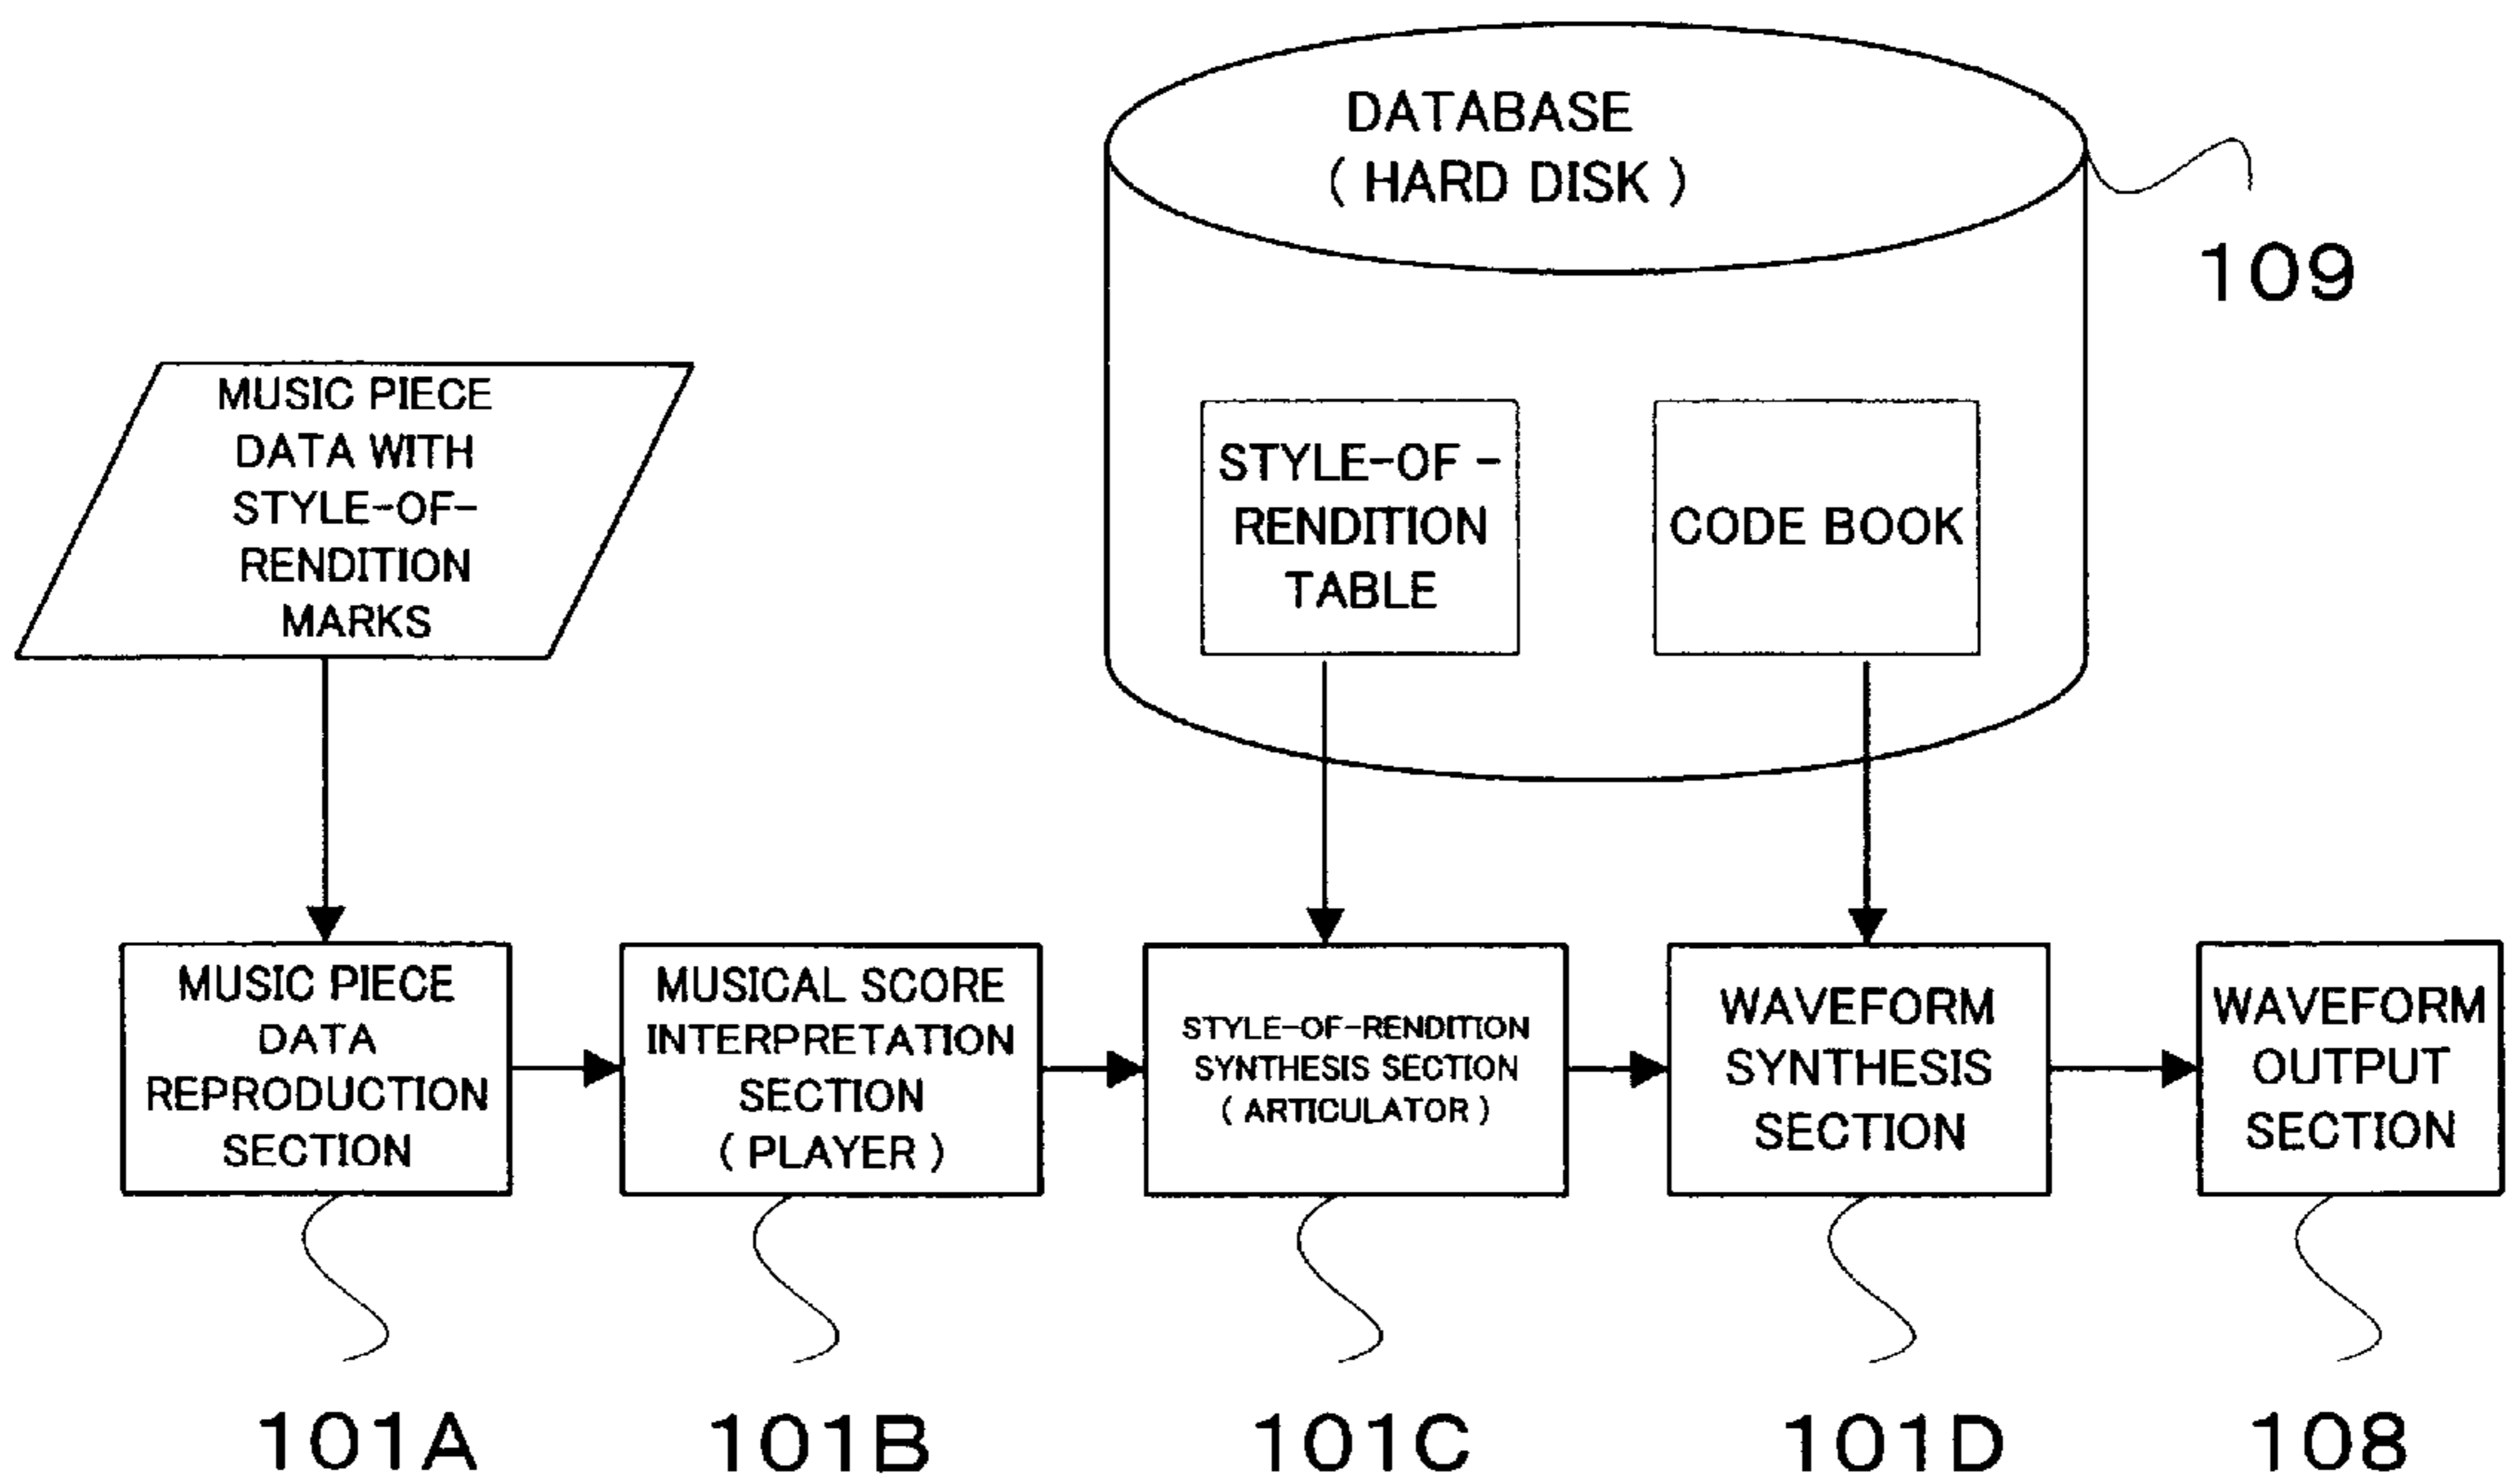 DATABASE
( HARD DISK )
109
MUSIC PIECE
DATA WITH
STYLE-OF-
RENDITION
MARKS
STYLE-OF -
RENDITION
TABLE
CODE BOOK
MUSIC PIECE
DATA
REPRODUCTION
SECTION
MUSICAL SCORE
INTERPRETATION
SECTION
( PLAYER )
STYLE-OF-RENDITION
SYNTHESIS SECTION
( ARTICULATOR )
WAVEFORM
SYNTHESIS
SECTION
WAVEFORM
OUTPUT
SECTION
101A
101B
101C
101D
108